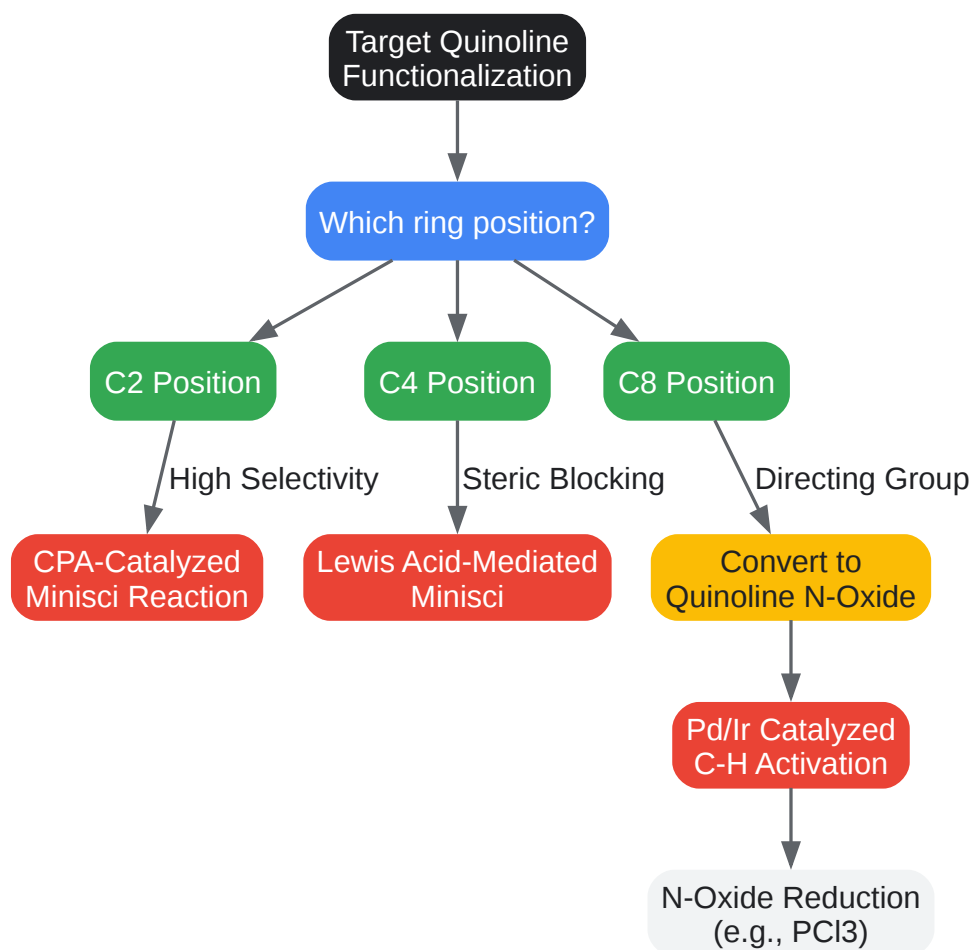 Target Quinoline
Functionalization
Which ring position?
C2 Position
C4 Position
C8 Position
High Selectivity
Steric Blocking
Directing Group
CPA-Catalyzed
Minisci Reaction
Lewis Acid-Mediated
Minisci
Convert to
Quinoline N-Oxide
Pd/Ir Catalyzed
C-H Activation
N-Oxide Reduction
(e.g., PCl3)